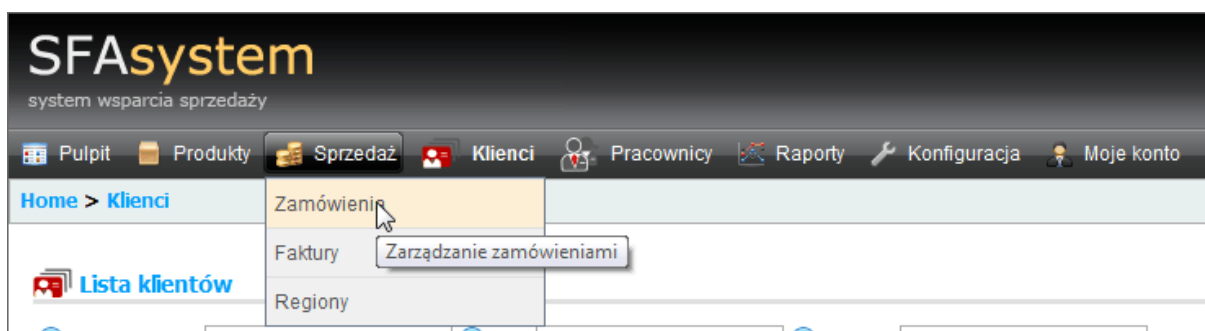 SFAsystem
system wsparcia sprzedaży
Pulpit Produkty Sprzedaż Klienci Pracownicy Raporty Konfiguracja Moje konto
Home > Klienci
Zamówienia
Faktury
Zarządzanie zamówieniami
Lista klientów
Regiony